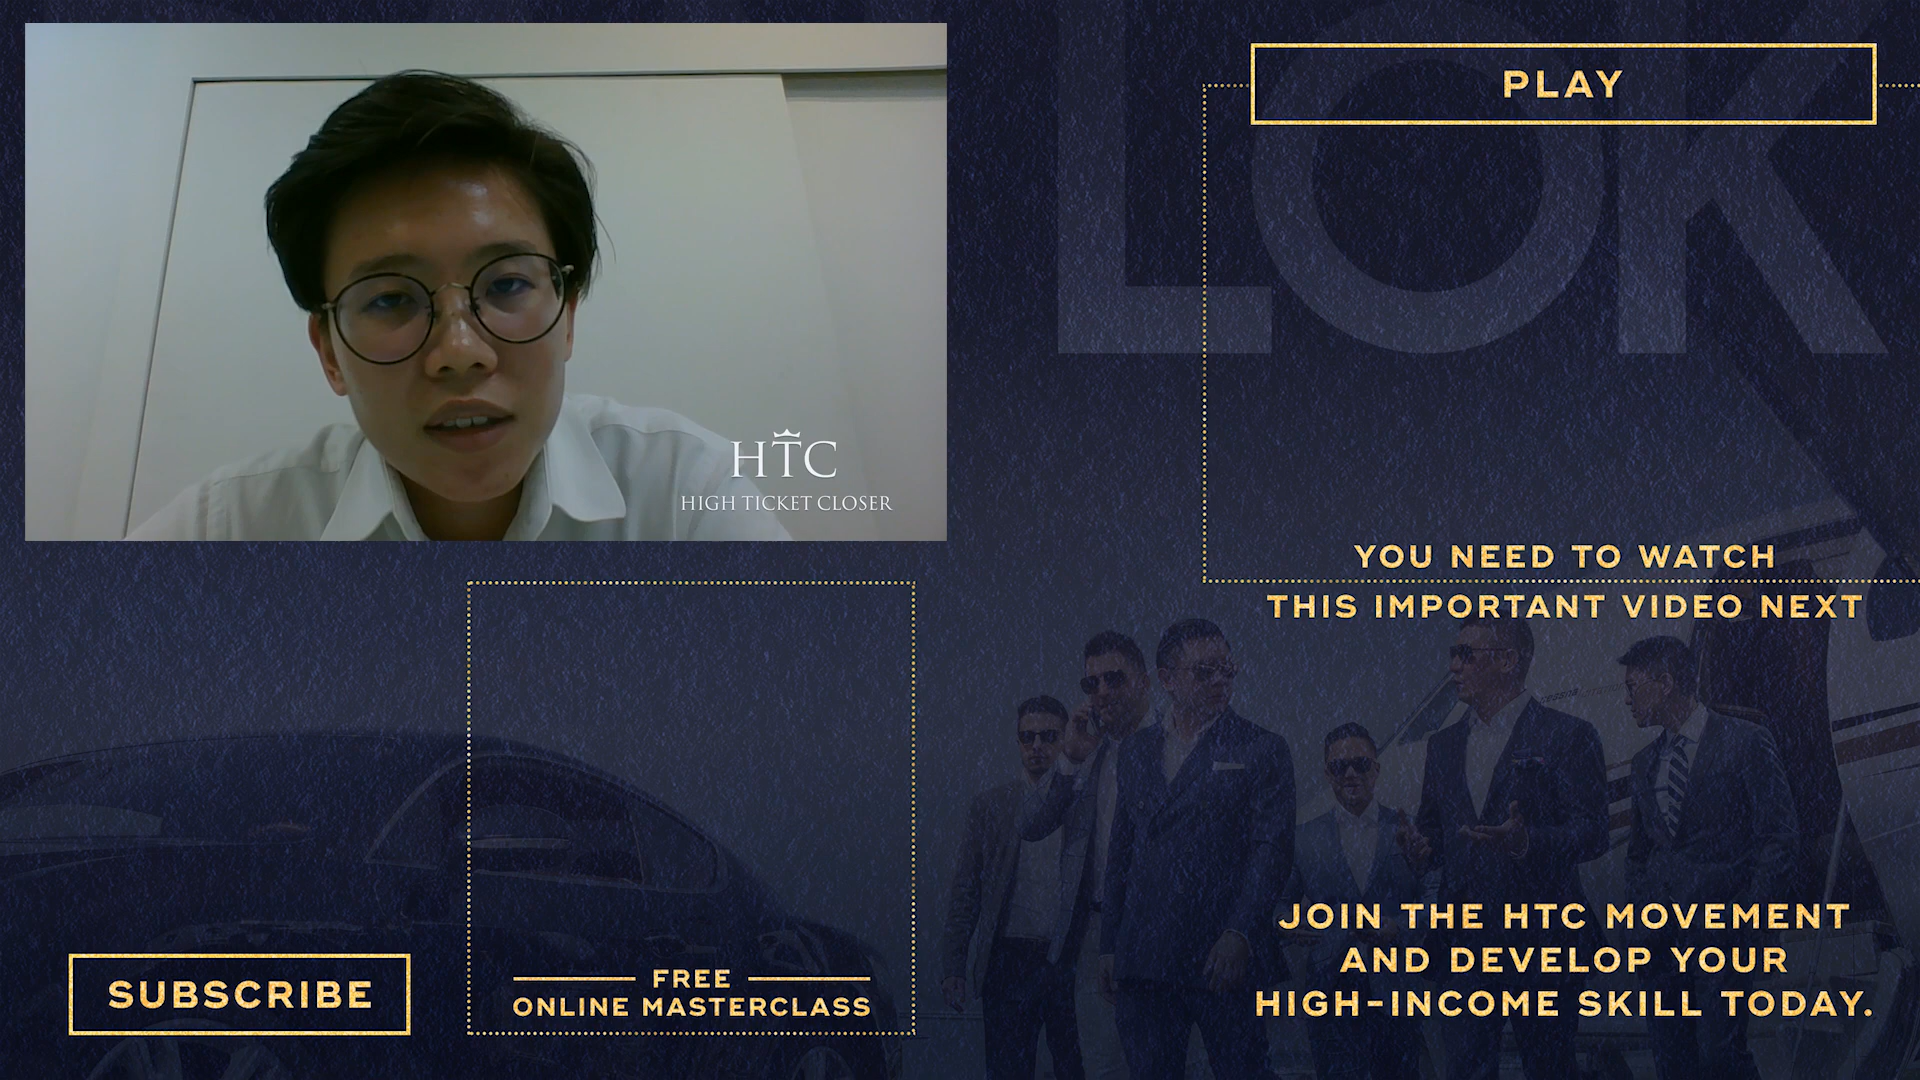 LOK
PLAY
HTC
HIGH TICKET CLOSER
YOU NEED TO WATCH
THIS IMPORTANT VIDEO NEXT
SUBSCRIBE
FREE
ONLINE MASTERCLASS
JOIN THE HTC MOVEMENT
AND DEVELOP YOUR
HIGH-INCOME SKILL TODAY.